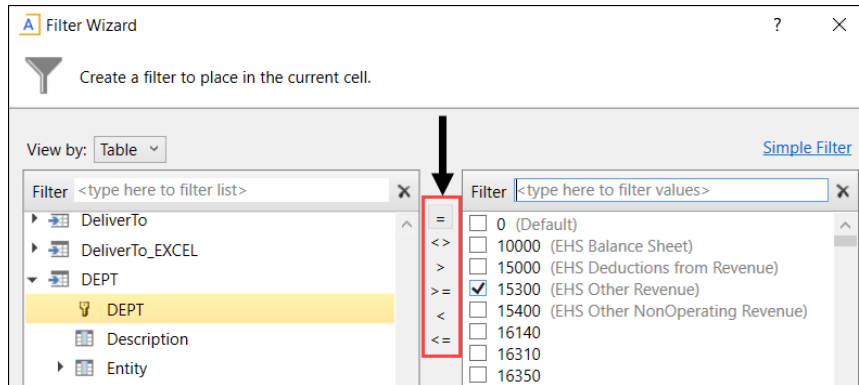 A Filter Wizard ? ×
Create a filter to place in the current cell.
View by: Table
Simple Filter
Filter <type here to filter list>
DeliverTo
DeliverTo_EXCEL
DEPT
DEPT
Description
Entity
=
<>
>
>=
<
<=
Filter <type here to filter values>
0 (Default)
10000 (EHS Balance Sheet)
15000 (EHS Deductions from Revenue)
15300 (EHS Other Revenue)
15400 (EHS Other NonOperating Revenue)
16140
16310
16350